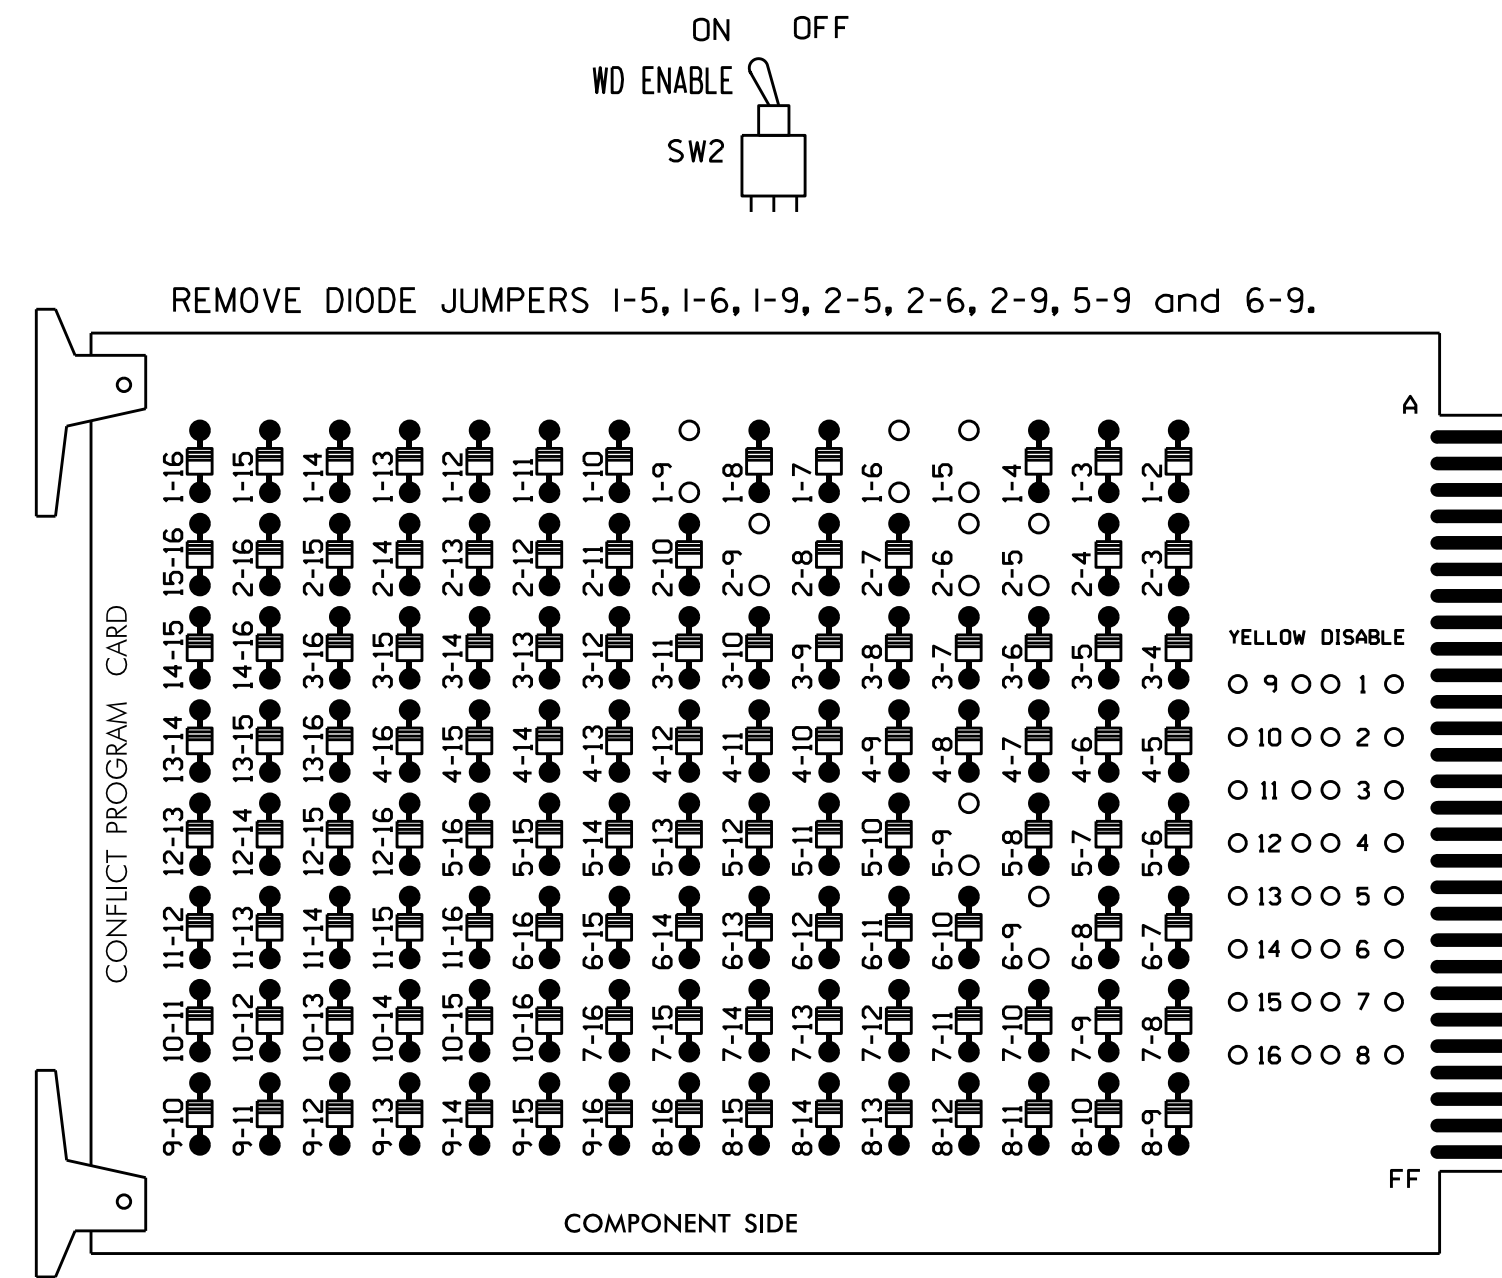 ON OFF
WD ENABLE
SW2
REMOVE DIODE JUMPERS 1-5, 1-6, 1-9, 2-5, 2-6, 2-9, 5-9 and 6-9.
A
1-16 1-15 1-14 1-13 1-12 1-11 1-10 1-9 1-8 1-7 1-6 1-5 1-4 1-3 1-2
15-16 2-16 2-15 2-14 2-13 2-12 2-11 2-10 2-9 2-8 2-7 2-6 2-5 2-4 2-3
14-15 14-16 3-16 3-15 3-14 3-13 3-12 3-11 3-10 3-9 3-8 3-7 3-6 3-5 3-4
13-14 13-15 13-16 4-16 4-15 4-14 4-13 4-12 4-11 4-10 4-9 4-8 4-7 4-6 4-5
12-13 12-14 12-15 12-16 5-16 5-15 5-14 5-13 5-12 5-11 5-10 5-9 5-8 5-7 5-6
11-12 11-13 11-14 11-15 11-16 6-16 6-15 6-14 6-13 6-12 6-11 6-10 6-9 6-8 6-7
10-11 10-12 10-13 10-14 10-15 10-16 7-16 7-15 7-14 7-13 7-12 7-11 7-10 7-9 7-8
9-10 9-11 9-12 9-13 9-14 9-15 9-16 8-16 8-15 8-14 8-13 8-12 8-11 8-10 8-9
CONFLICT PROGRAM CARD
YELLOW DISABLE
9 1
10 2
11 3
12 4
13 5
14 6
15 7
16 8
FF
COMPONENT SIDE